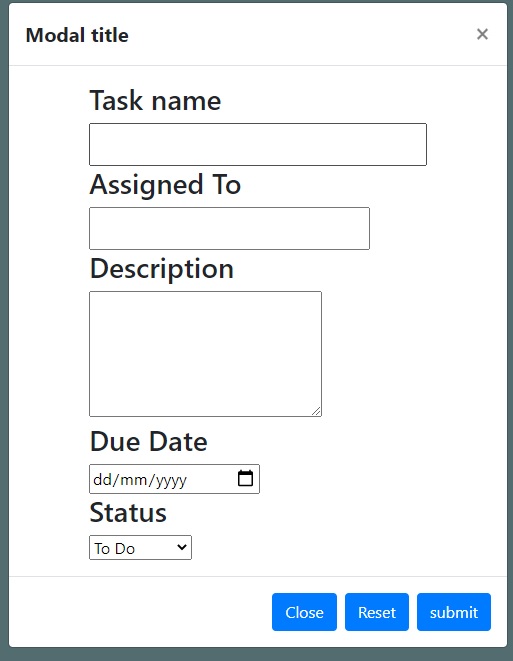 Modal title
×
Task name
Assigned To
Description
Due Date
dd/mm/yyyy
Status
To Do
Close Reset submit